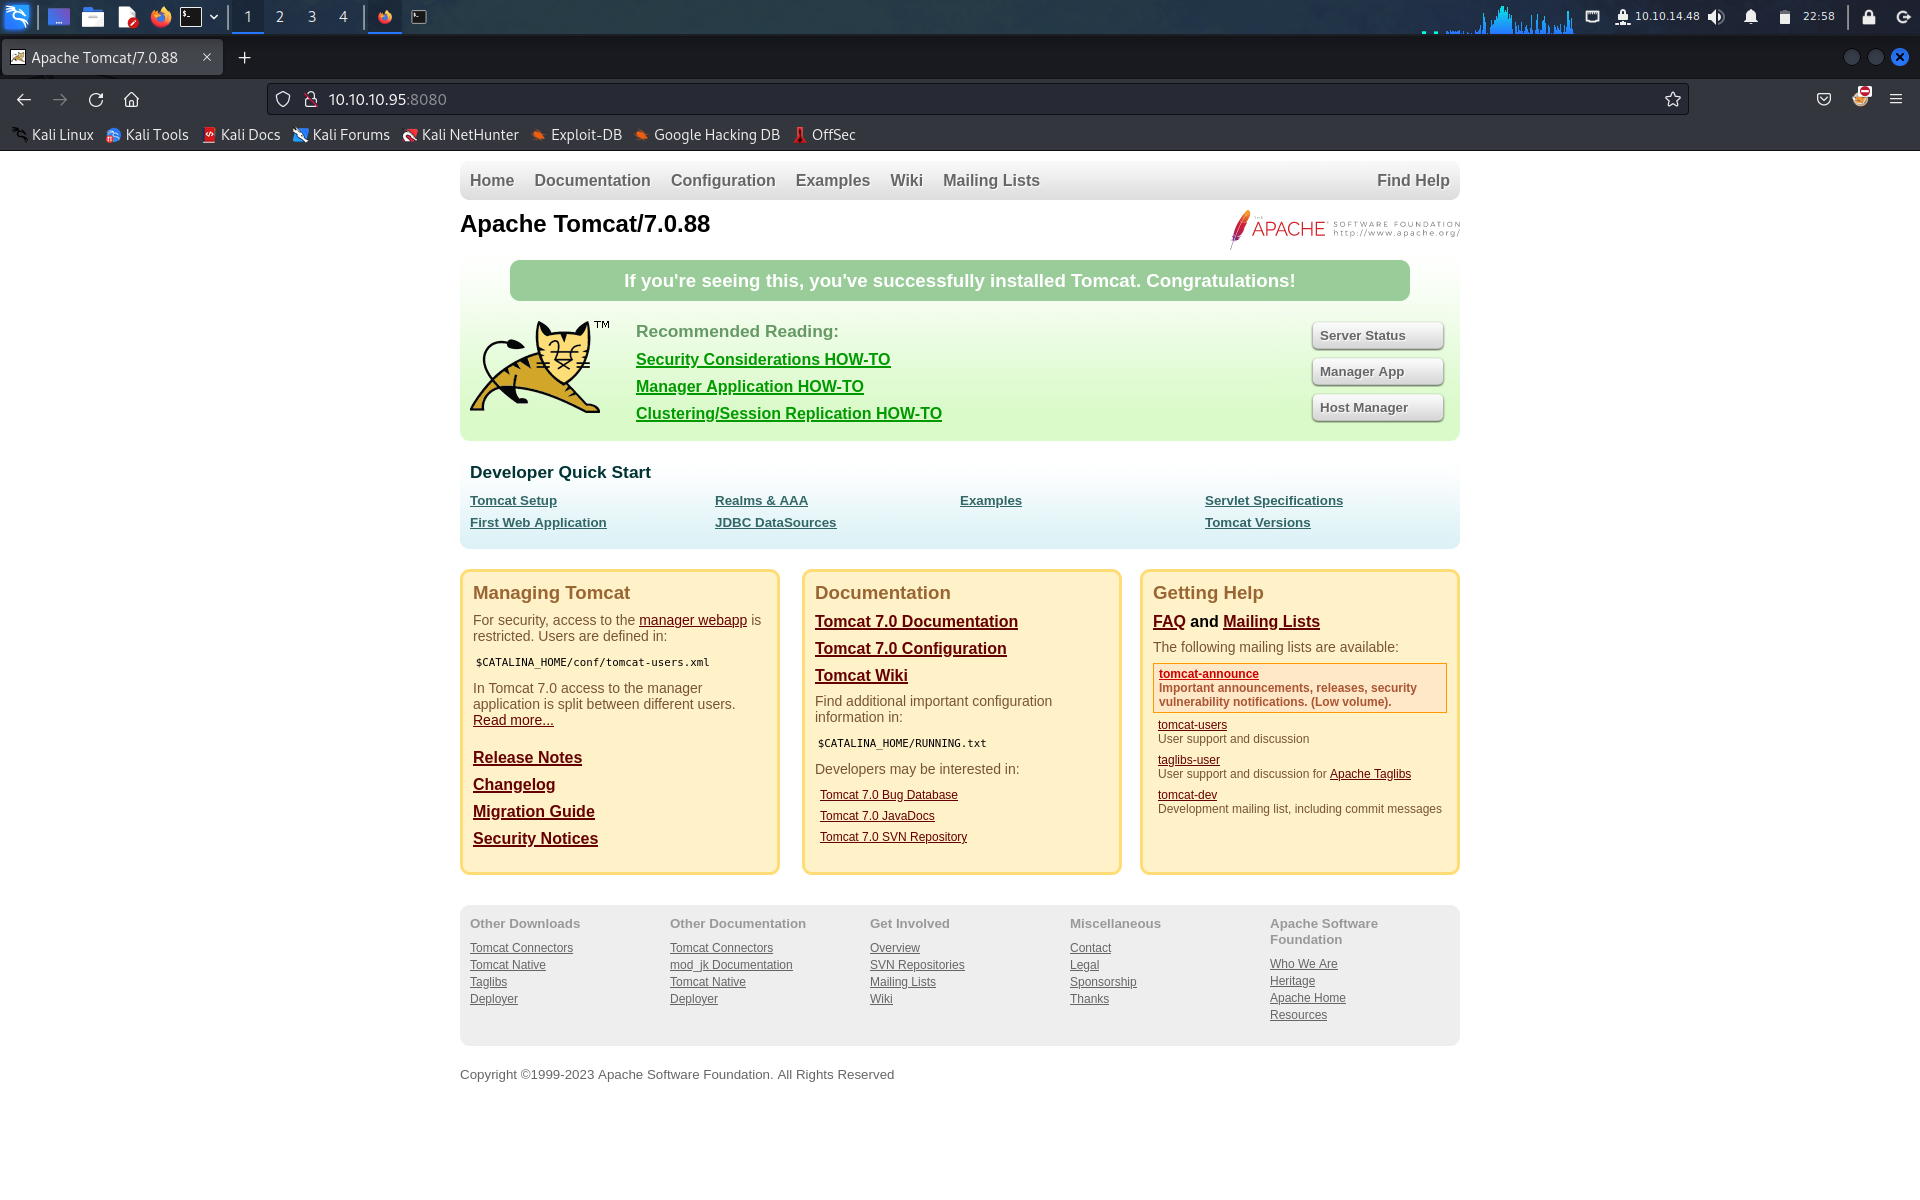 1 2 3 4
10.10.14.48
22:58
Apache Tomcat/7.0.88
10.10.10.95:8080
Kali Linux Kali Tools Kali Docs Kali Forums Kali NetHunter Exploit-DB Google Hacking DB OffSec
Home Documentation Configuration Examples Wiki Mailing Lists Find Help
Apache Tomcat/7.0.88
THE APACHE SOFTWARE FOUNDATION
http://www.apache.org/
If you're seeing this, you've successfully installed Tomcat. Congratulations!
TM
Recommended Reading:
Security Considerations HOW-TO
Manager Application HOW-TO
Clustering/Session Replication HOW-TO
Server Status
Manager App
Host Manager
Developer Quick Start
Tomcat Setup
First Web Application
Realms & AAA
JDBC DataSources
Examples
Servlet Specifications
Tomcat Versions
Managing Tomcat
For security, access to the manager webapp is
restricted. Users are defined in:
$CATALINA_HOME/conf/tomcat-users.xml
In Tomcat 7.0 access to the manager
application is split between different users.
Read more...
Release Notes
Changelog
Migration Guide
Security Notices
Documentation
Tomcat 7.0 Documentation
Tomcat 7.0 Configuration
Tomcat Wiki
Find additional important configuration
information in:
$CATALINA_HOME/RUNNING.txt
Developers may be interested in:
Tomcat 7.0 Bug Database
Tomcat 7.0 JavaDocs
Tomcat 7.0 SVN Repository
Getting Help
FAQ and Mailing Lists
The following mailing lists are available:
tomcat-announce
Important announcements, releases, security
vulnerability notifications. (Low volume).
tomcat-users
User support and discussion
taglibs-user
User support and discussion for Apache Taglibs
tomcat-dev
Development mailing list, including commit messages
Other Downloads
Tomcat Connectors
Tomcat Native
Taglibs
Deployer
Other Documentation
Tomcat Connectors
mod_jk Documentation
Tomcat Native
Deployer
Get Involved
Overview
SVN Repositories
Mailing Lists
Wiki
Miscellaneous
Contact
Legal
Sponsorship
Thanks
Apache Software
Foundation
Who We Are
Heritage
Apache Home
Resources
Copyright ©1999-2023 Apache Software Foundation. All Rights Reserved